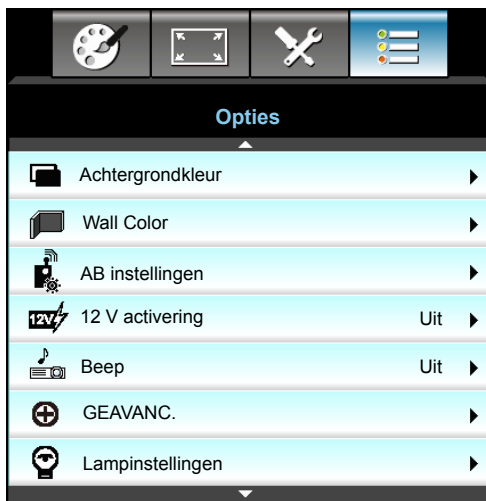 Opties
Achtergrondkleur
Wall Color
AB instellingen
12V
12 V activering Uit
Beep Uit
GEAVANC.
Lampinstellingen